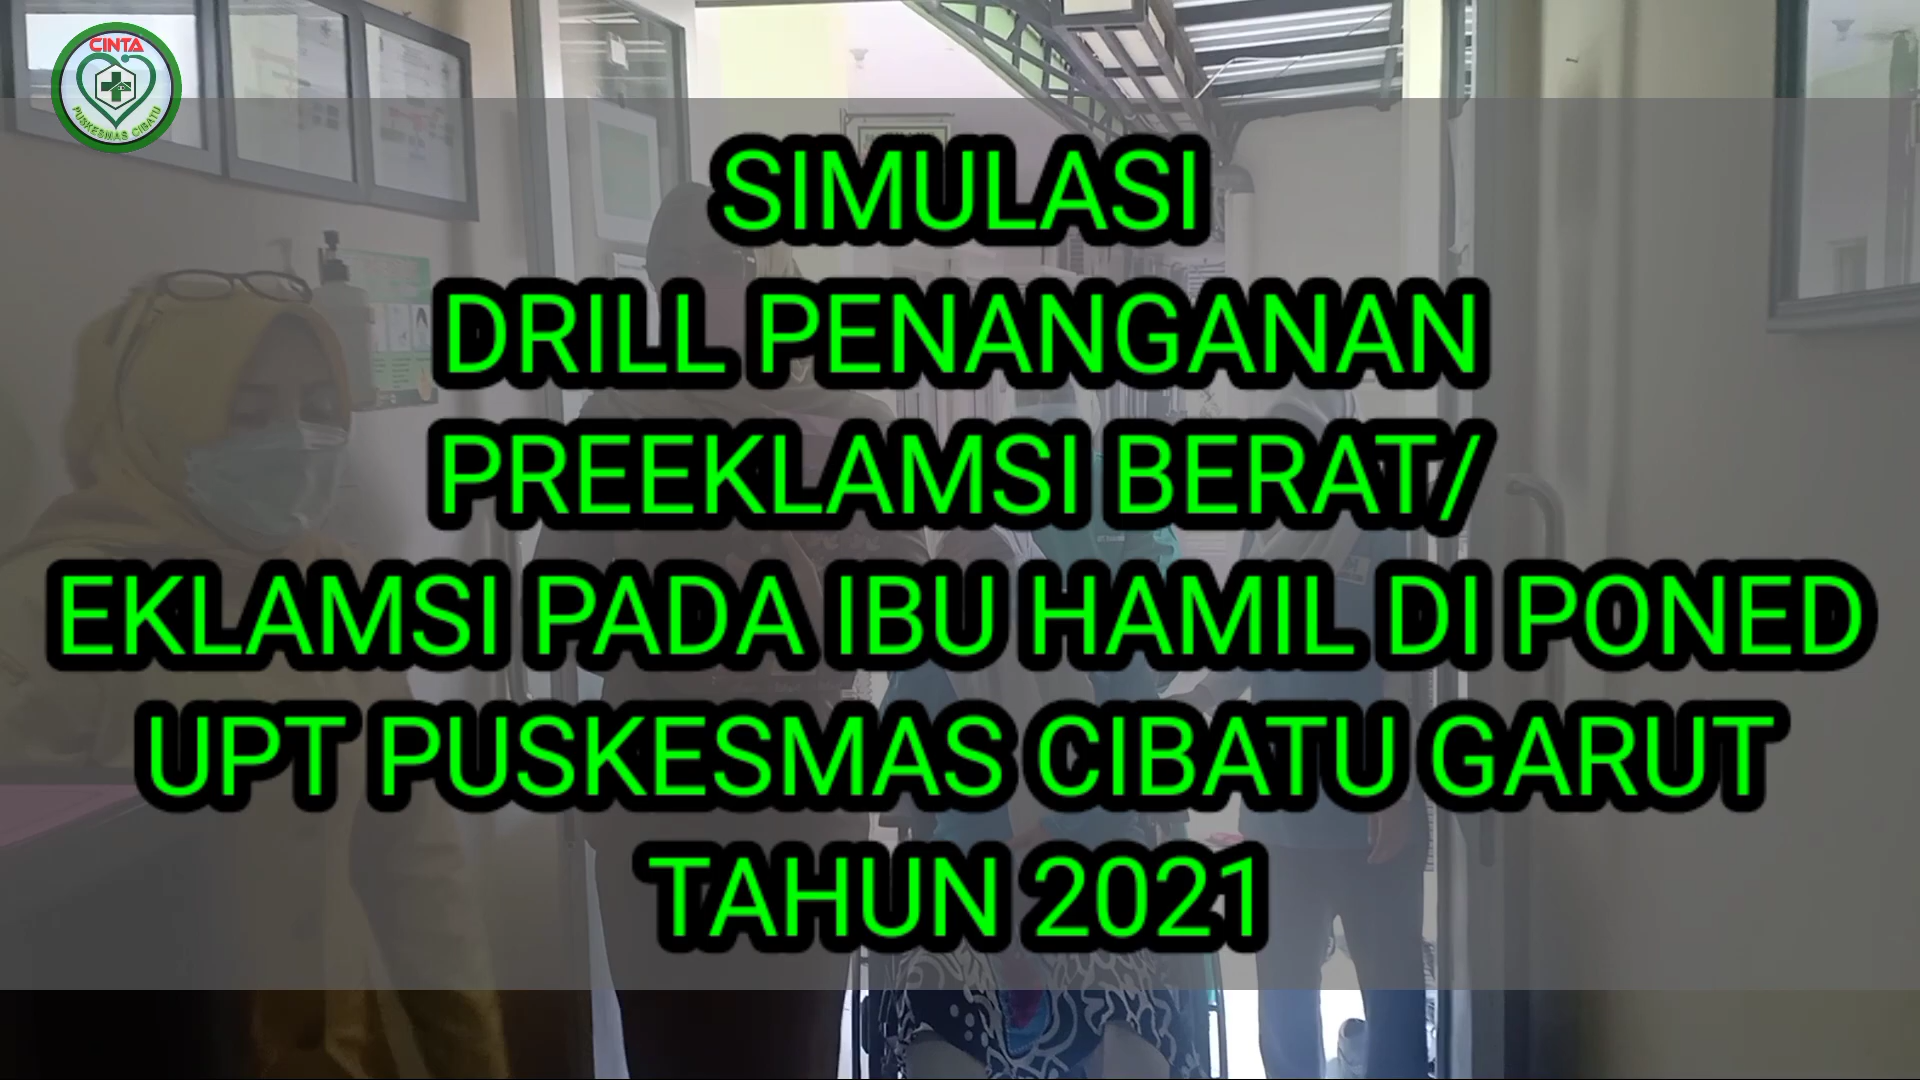 CINTA
PUSKESMAS CIBATU
SIMULASI
DRILL PENANGANAN
PREEKLAMSI BERAT/
EKLAMSI PADA IBU HAMIL DI PONED
UPT PUSKESMAS CIBATU GARUT
TAHUN 2021